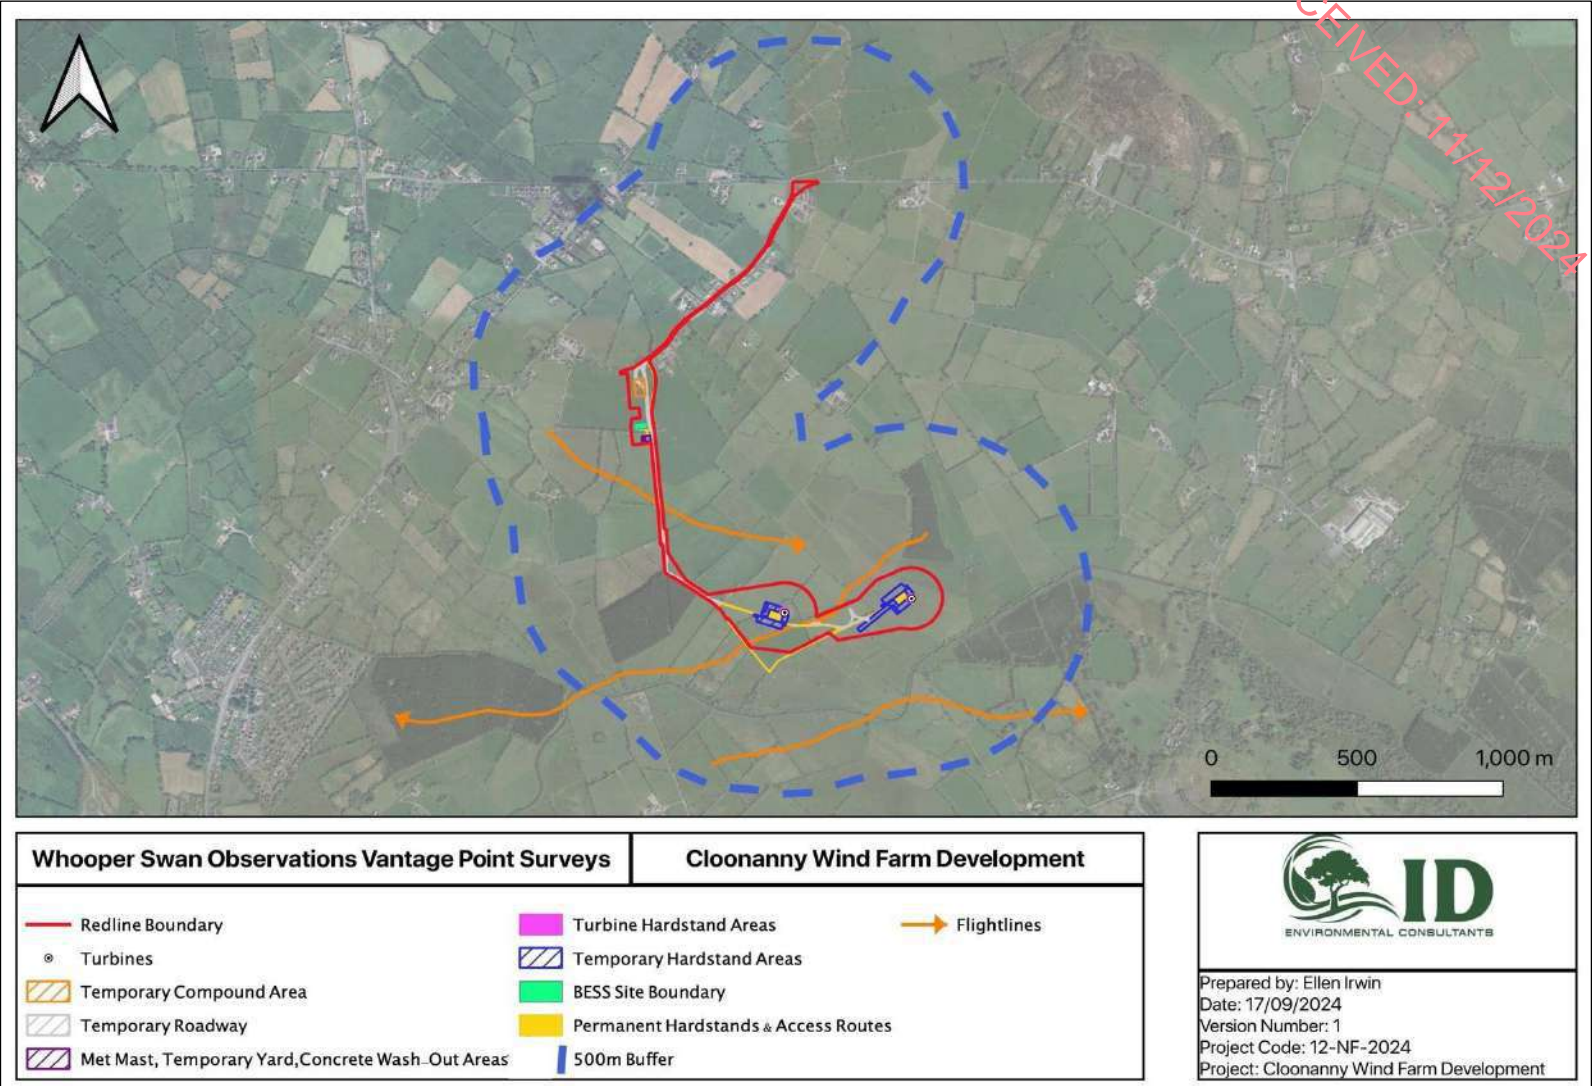 CEIVED: 11/12/2024
0 500 1,000 m
Whooper Swan Observations Vantage Point Surveys
Cloonanny Wind Farm Development
Redline Boundary
Turbines
Temporary Compound Area
Temporary Roadway
Met Mast, Temporary Yard,Concrete Wash-Out Areas
Turbine Hardstand Areas
Temporary Hardstand Areas
BESS Site Boundary
Permanent Hardstands & Access Routes
500m Buffer
Flightlines
ID
ENVIRONMENTAL CONSULTANTS
Prepared by: Ellen Irwin
Date: 17/09/2024
Version Number: 1
Project Code: 12-NF-2024
Project: Cloonanny Wind Farm Development